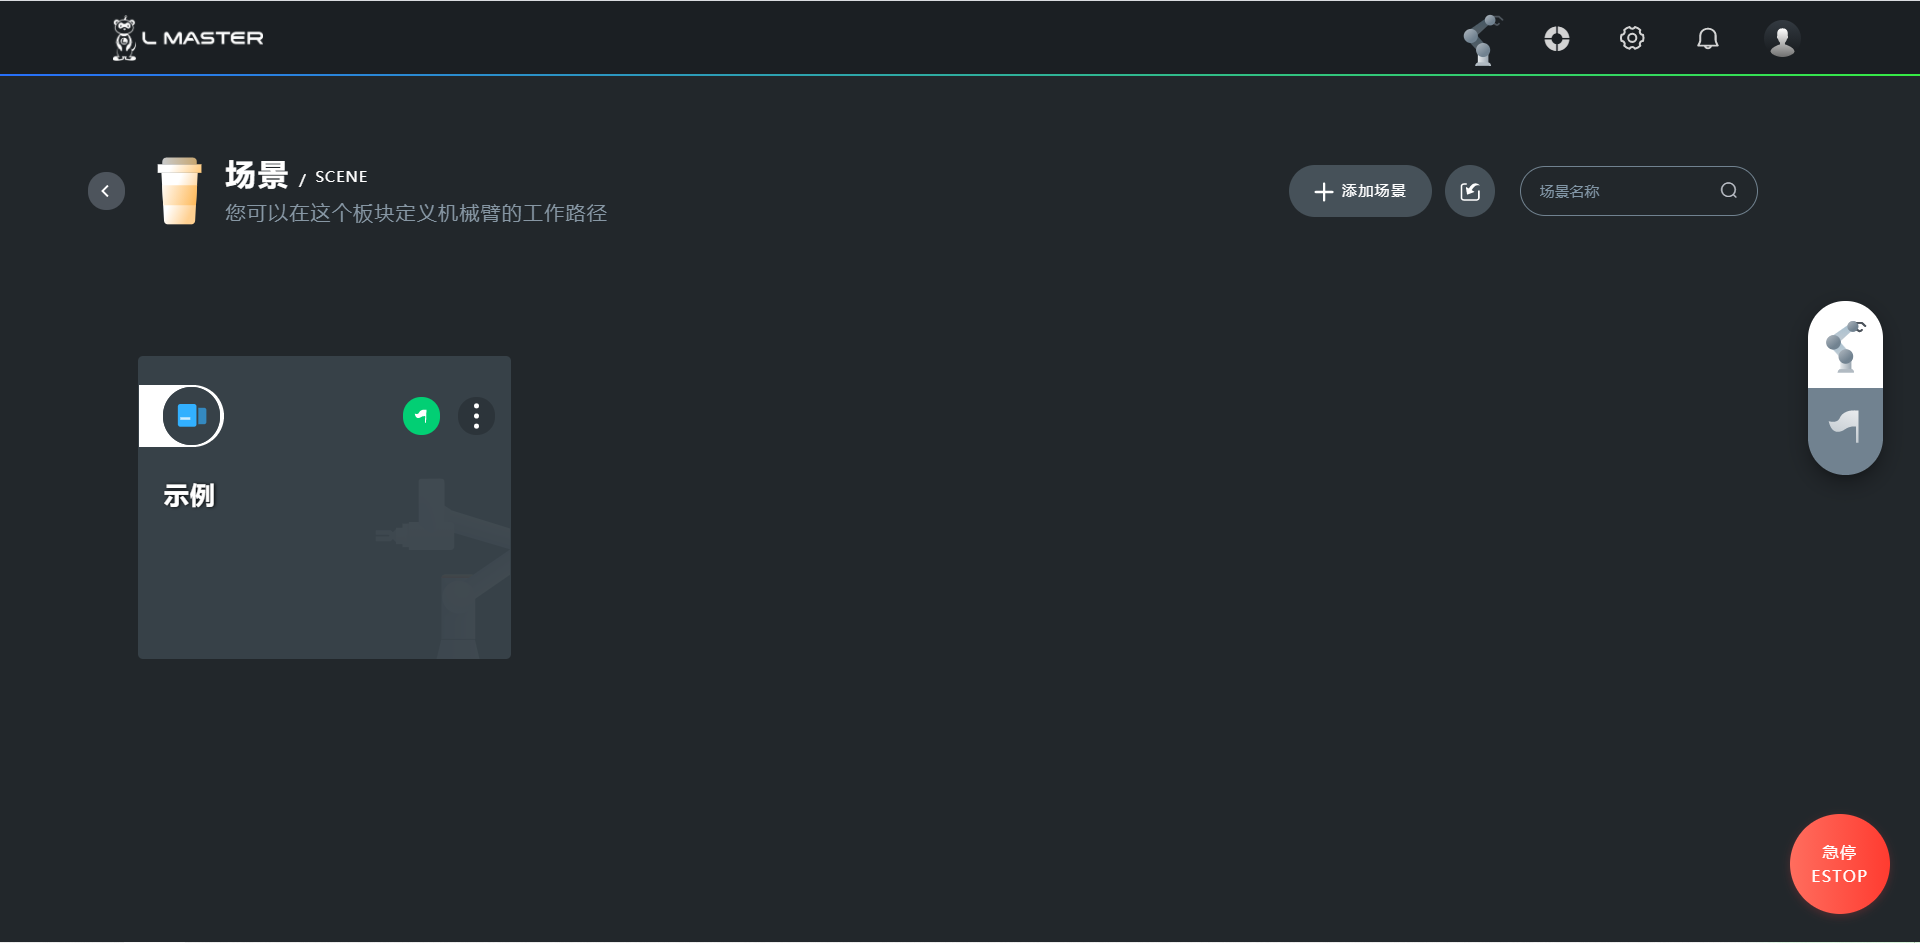 L MASTER
场景 / SCENE
您可以在这个板块定义机械臂的工作路径
添加场景
场景名称
示例
急停
ESTOP